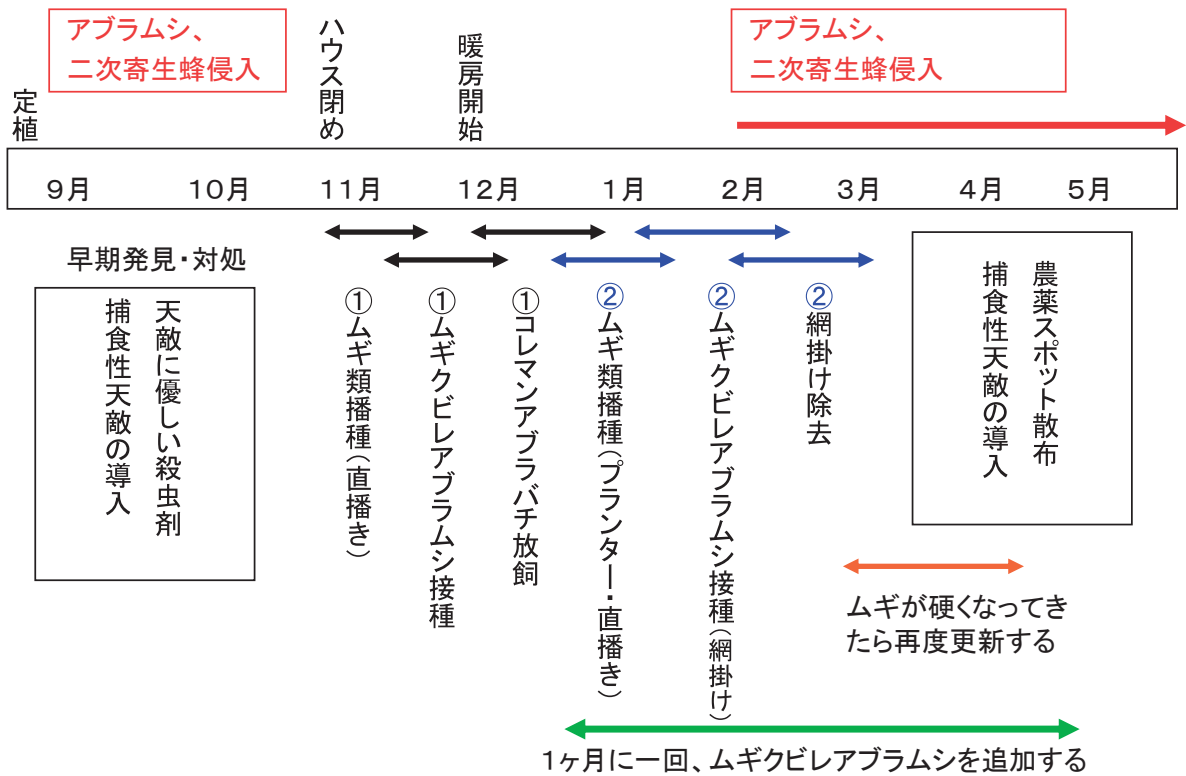 アブラムシ、
二次寄生蜂侵入
アブラムシ、
二次寄生蜂侵入
定植
ハウス閉め
暖房開始
9月 10月 11月 12月 1月 2月 3月 4月 5月
早期発見・対処
天敵に優しい殺虫剤
捕食性天敵の導入
①ムギ類播種(直播き)
①ムギクビレアブラムシ接種
①コレマンアブラバチ放飼
②ムギ類播種(プランター・直播き)
②ムギクビレアブラムシ接種(網掛け)
②網掛け除去
農薬スポット散布
捕食性天敵の導入
ムギが硬くなってき
たら再度更新する
1ヶ月に一回、ムギクビレアブラムシを追加する